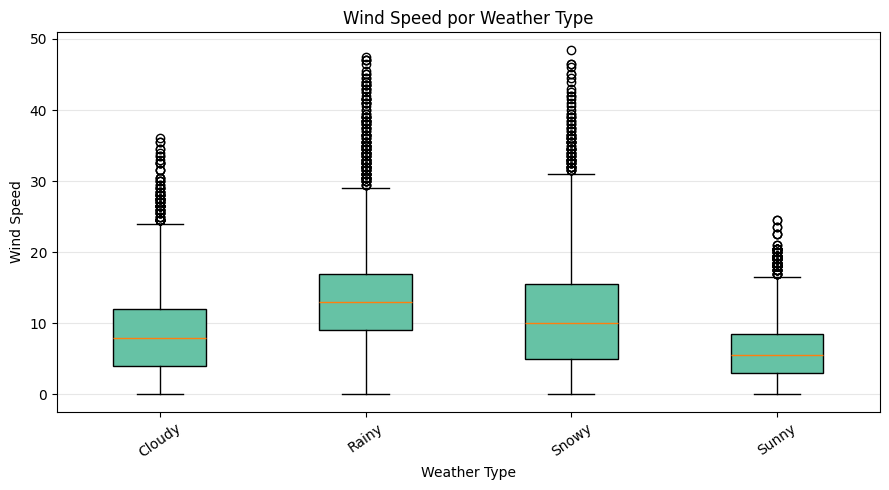 Wind Speed por Weather Type
Wind Speed
50
40
30
20
10
0
Cloudy
Rainy
Snowy
Sunny
Weather Type